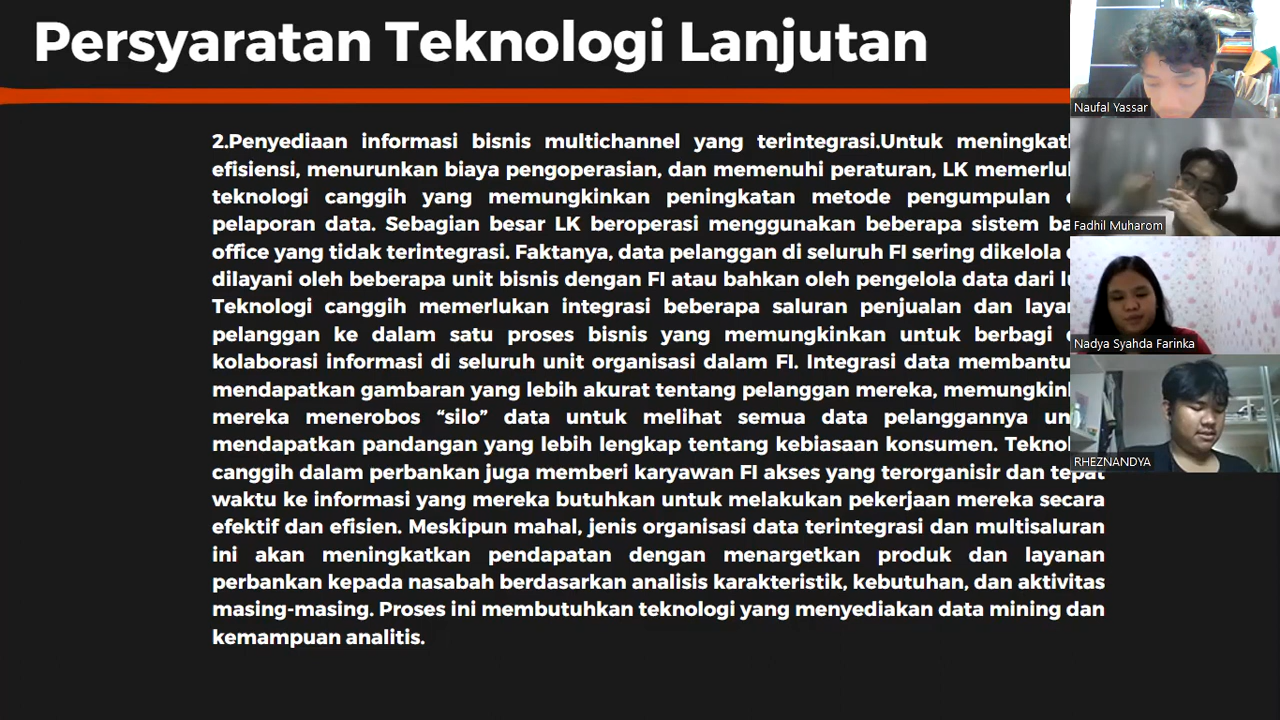 Persyaratan Teknologi Lanjutan
2.Penyediaan informasi bisnis multichannel yang terintegrasi.Untuk
efisiensi, menurunkan biaya pengoperasian, dan memenuhi peraturan, LK
teknologi canggih yang memungkinkan peningkatan metode pengumpulan
pelaporan data. Sebagian besar LK beroperasi menggunakan beberapa sistem
office yang tidak terintegrasi. Faktanya, data pelanggan di seluruh FI sering dikelola
dilayani oleh beberapa unit bisnis dengan FI atau bahkan oleh pengelola data dari
Teknologi canggih memerlukan integrasi beberapa saluran penjualan dan
pelanggan ke dalam satu proses bisnis yang memungkinkan untuk berbagi
kolaborasi informasi di seluruh unit organisasi dalam FI. Integrasi data
mendapatkan gambaran yang lebih akurat tentang pelanggan mereka,
mereka menerobos “silo” data untuk melihat semua data pelanggannya
mendapatkan pandangan yang lebih lengkap tentang kebiasaan konsumen.
canggih dalam perbankan juga memberi karyawan FI akses yang terorganisir dan tepat
waktu ke informasi yang mereka butuhkan untuk melakukan pekerjaan mereka secara
efektif dan efisien. Meskipun mahal, jenis organisasi data terintegrasi dan multisaluran
ini akan meningkatkan pendapatan dengan menargetkan produk dan layanan
perbankan kepada nasabah berdasarkan analisis karakteristik, kebutuhan, dan aktivitas
masing-masing. Proses ini membutuhkan teknologi yang menyediakan data mining dan
kemampuan analitis.
Naufal Yassar
Fadhil Muharom
Nadya Syahda Farinka
RHEZNANDYA